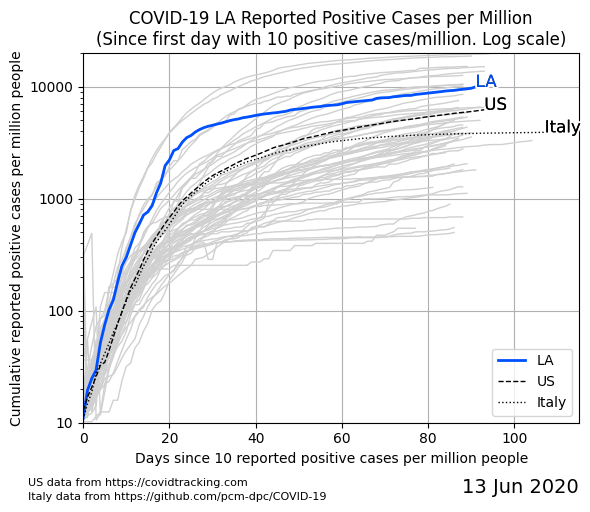 COVID-19 LA Reported Positive Cases per Million
(Since first day with 10 positive cases/million. Log scale)
Cumulative reported positive cases per million people
10000
1000
100
10
LA
US
Italy
LA
US
Italy
0
20
40
60
80
100
Days since 10 reported positive cases per million people
US data from https://covidtracking.com
Italy data from https://github.com/pcm-dpc/COVID-19
13 Jun 2020